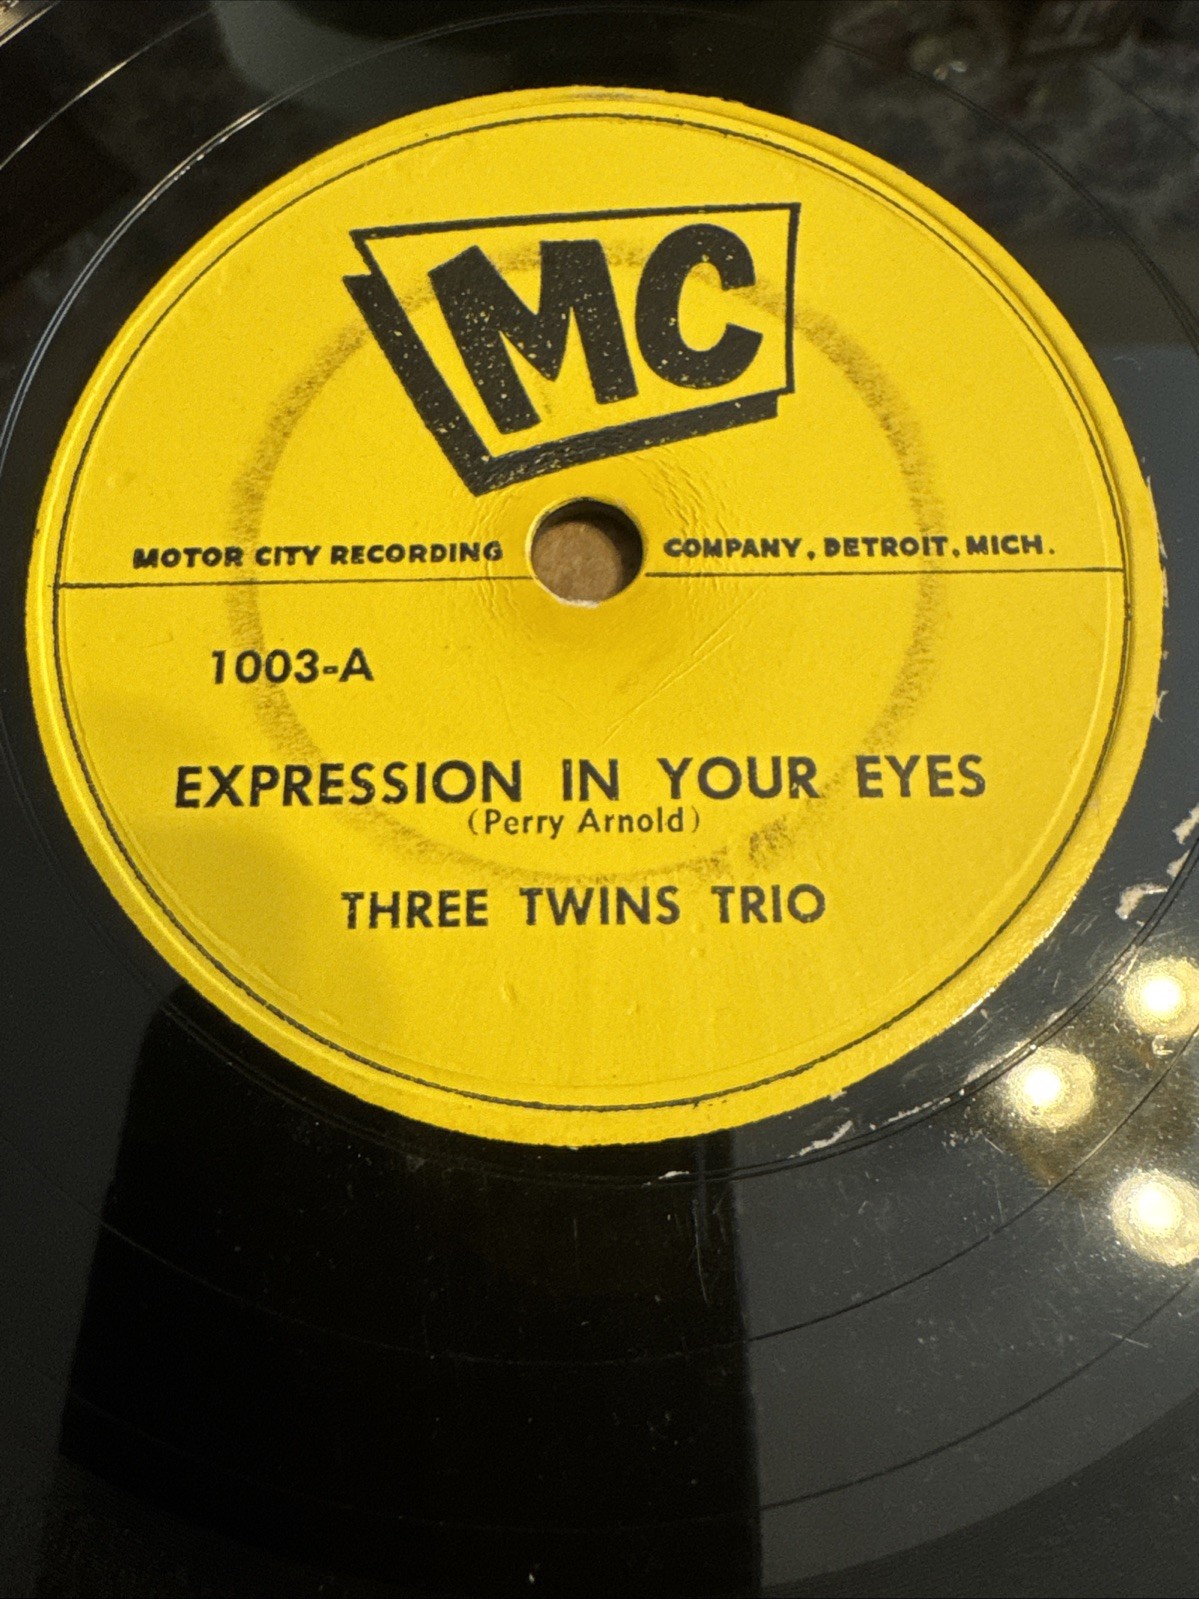 MC
MOTOR CITY RECORDING COMPANY, DETROIT, MICH.
1003-A
EXPRESSION IN YOUR EYES
(Perry Arnold)
THREE TWINS TRIO